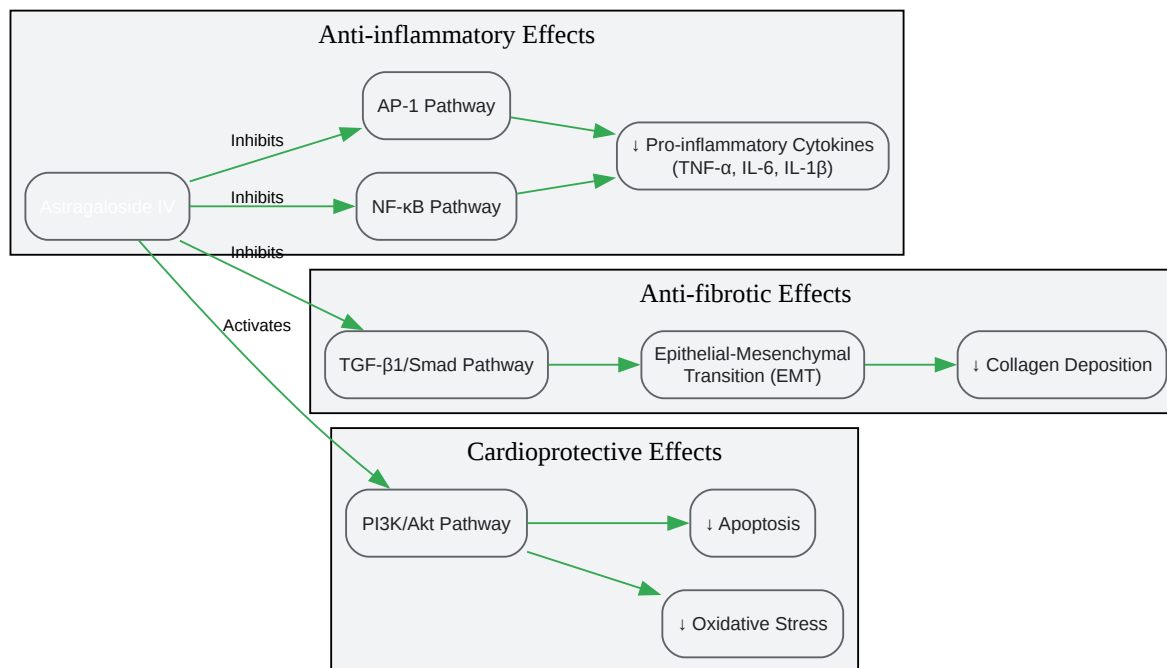 Anti-inflammatory Effects
AP-1 Pathway
Inhibits
↓ Pro-inflammatory Cytokines
(TNF-α, IL-6, IL-1β)
Astragaloside IV
Inhibits
NF-κB Pathway
Inhibits
Anti-fibrotic Effects
Activates
TGF-β1/Smad Pathway
Epithelial-Mesenchymal
Transition (EMT)
↓ Collagen Deposition
Cardioprotective Effects
PI3K/Akt Pathway
↓ Apoptosis
↓ Oxidative Stress